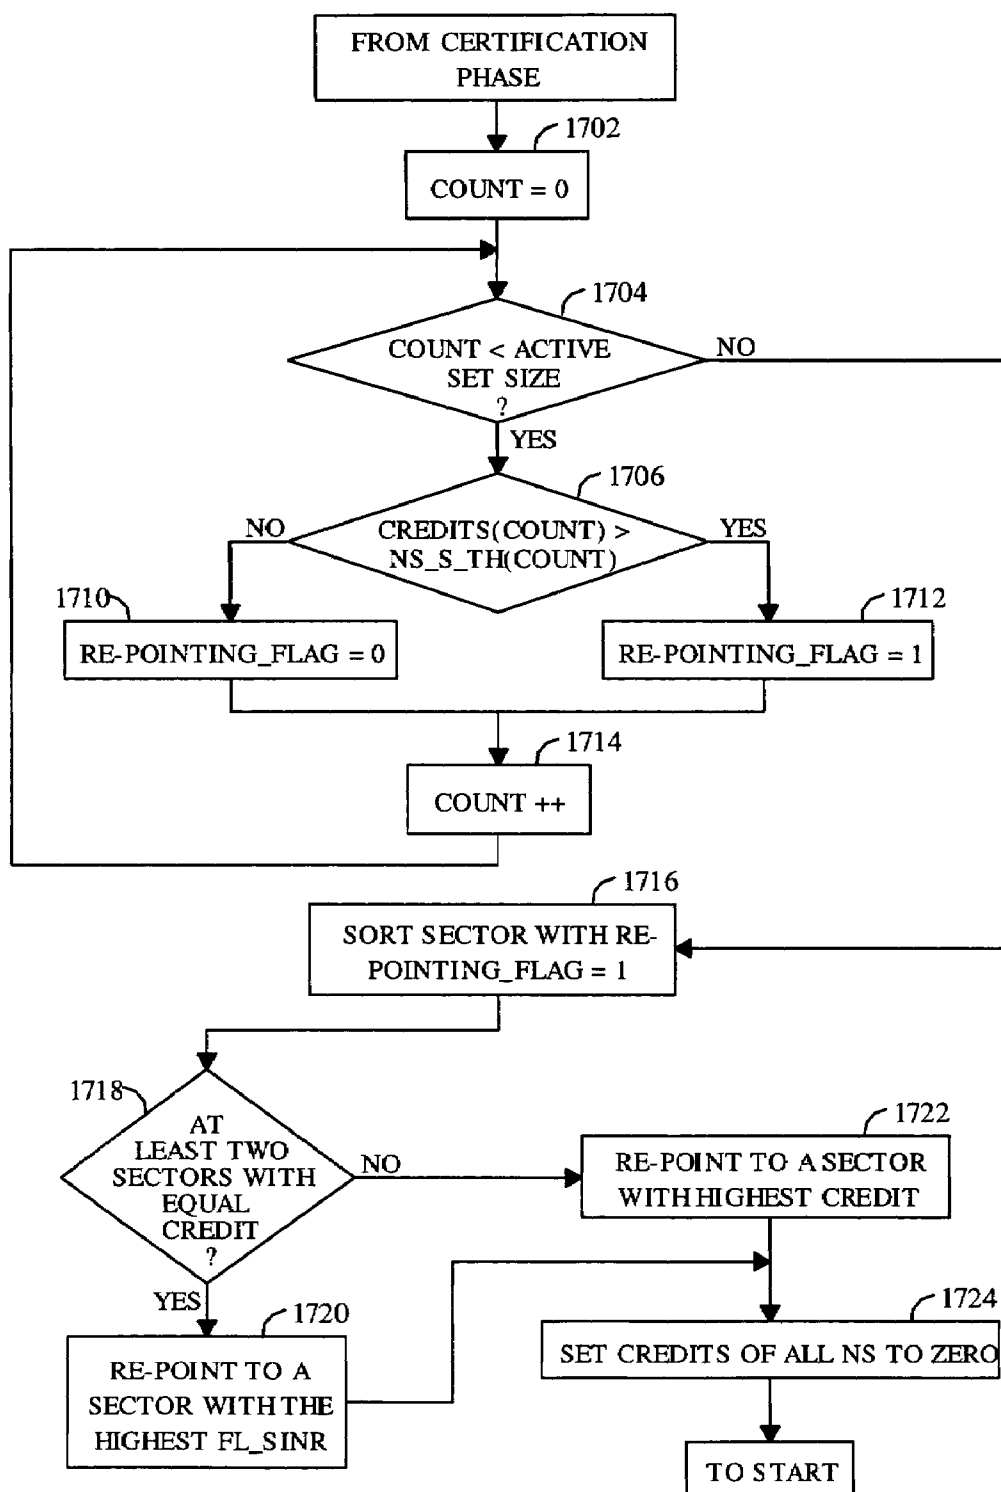 FROM CERTIFICATION
PHASE
1702
COUNT = 0
1704
COUNT < ACTIVE
SET SIZE
?
NO
YES
1706
CREDITS(COUNT) >
NS_S_TH(COUNT)
NO
YES
1710
RE-POINTING_FLAG = 0
1712
RE-POINTING_FLAG = 1
1714
COUNT ++
1716
SORT SECTOR WITH RE-
POINTING_FLAG = 1
1718
AT
LEAST TWO
SECTORS WITH
EQUAL
CREDIT
?
NO
YES
1722
RE-POINT TO A SECTOR
WITH HIGHEST CREDIT
1720
RE-POINT TO A
SECTOR WITH THE
HIGHEST FL_SINR
1724
SET CREDITS OF ALL NS TO ZERO
TO START